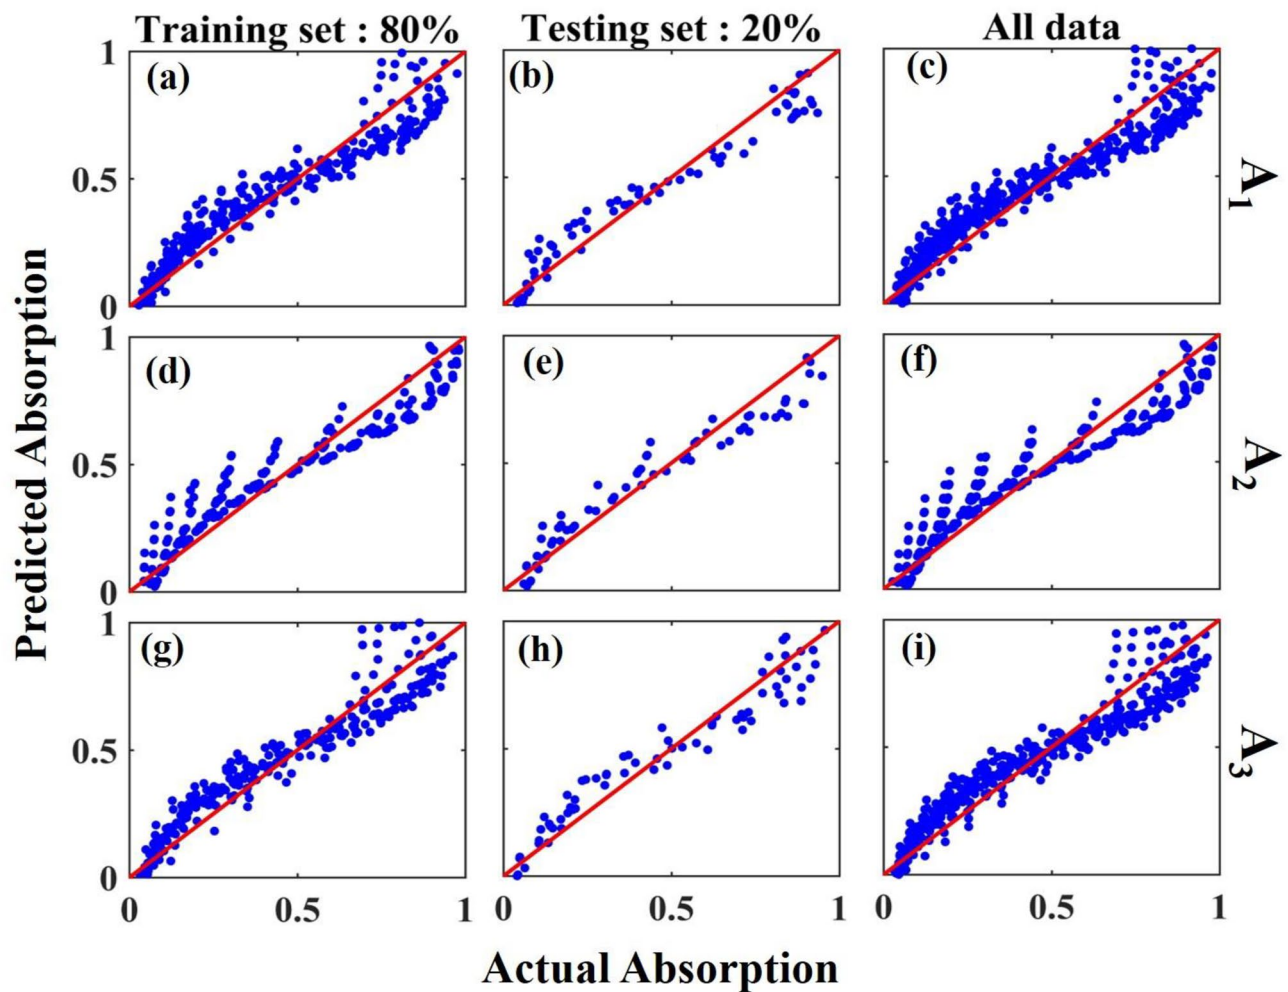 Training set : 80%
Testing set : 20%
All data
1
(a)
(b)
(c)
0.5
A1
0
1
(d)
(e)
(f)
0.5
A2
0
1
(g)
(h)
(i)
0.5
A3
0
0
0.5
1
0
0.5
1
0
0.5
1
Predicted Absorption
Actual Absorption